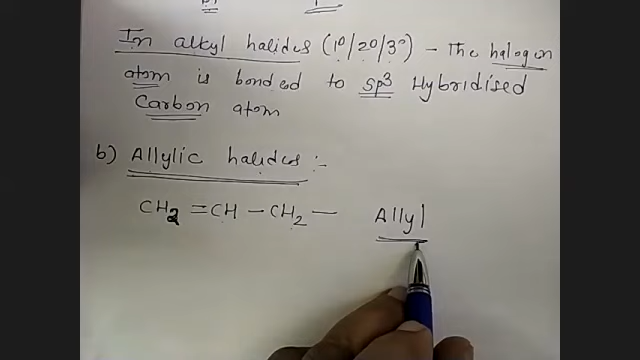 In alkyl halides (1°/2°/3°) - The halogen
atom is bonded to sp³ Hybridised
Carbon atom
b) Allylic halides :-
CH₂ = CH - CH₂ - Allyl